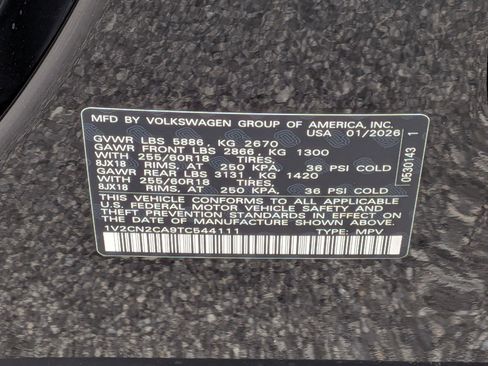 MFD. BY VOLKSWAGEN GROUP OF AMERICA, INC.
USA 01/2026
GVWR LBS 5886, KG 2670
GAWR FRONT LBS 2866, KG 1300
WITH 255/60R18 TIRES,
8JX18 RIMS, AT 250 KPA, 36 PSI COLD
GAWR REAR LBS 3131, KG 1420
WITH 255/60R18 TIRES,
8JX18 RIMS, AT 250 KPA, 36 PSI COLD
THIS VEHICLE CONFORMS TO ALL APPLICABLE
FEDERAL MOTOR VEHICLE SAFETY AND
THEFT PREVENTION STANDARDS IN EFFECT
ON THE DATE OF MANUFACTURE SHOWN ABOVE.
1V2CN2CA9TC544111 TYPE: MPV
10530143 1